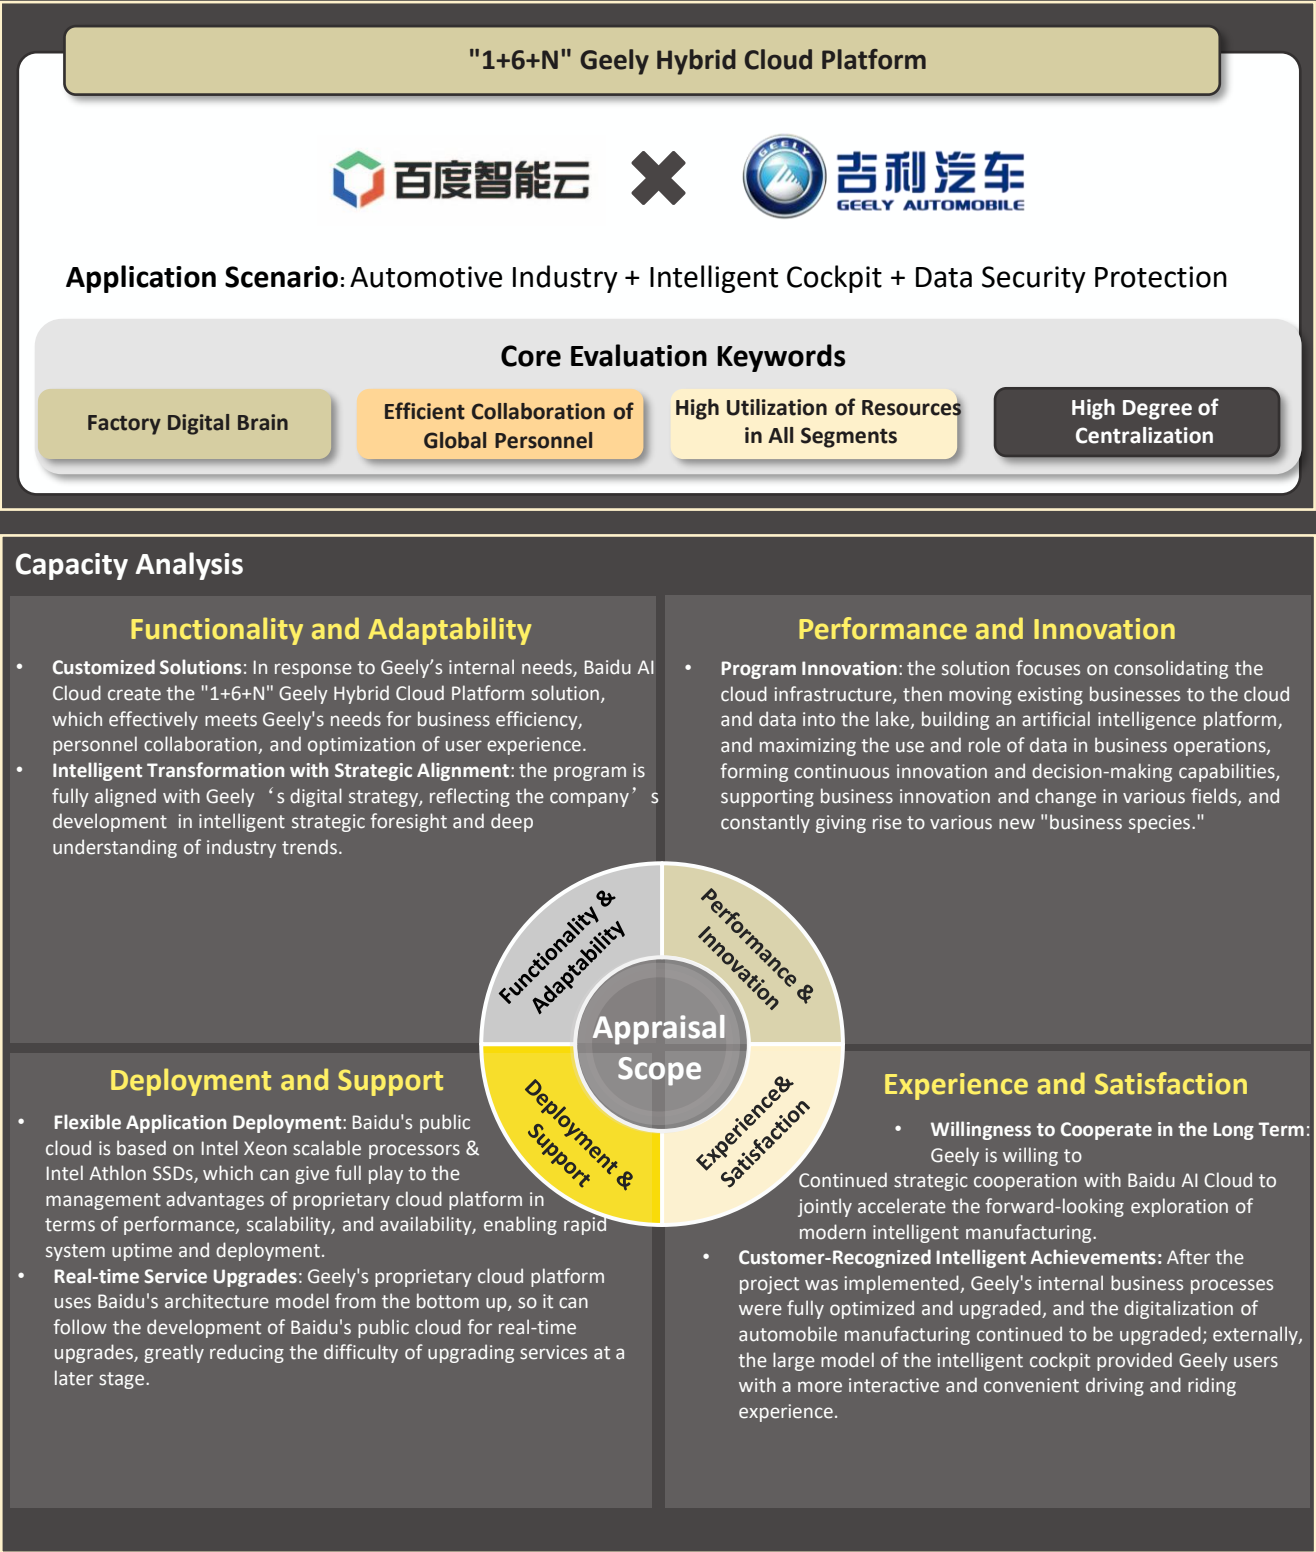 "1+6+N" Geely Hybrid Cloud Platform
百度智能云
GEELY
吉利汽车
GEELY AUTOMOBILE
Application Scenario: Automotive Industry + Intelligent Cockpit + Data Security Protection
Core Evaluation Keywords
Factory Digital Brain
Efficient Collaboration of
Global Personnel
High Utilization of Resources
in All Segments
High Degree of
Centralization
Capacity Analysis
Functionality and Adaptability
• Customized Solutions: In response to Geely's internal needs, Baidu AI
Cloud create the "1+6+N" Geely Hybrid Cloud Platform solution,
which effectively meets Geely's needs for business efficiency,
personnel collaboration, and optimization of user experience.
• Intelligent Transformation with Strategic Alignment: the program is
fully aligned with Geely ‘s digital strategy, reflecting the company’ s
development in intelligent strategic foresight and deep
understanding of industry trends.
Performance and Innovation
• Program Innovation: the solution focuses on consolidating the
cloud infrastructure, then moving existing businesses to the cloud
and data into the lake, building an artificial intelligence platform,
and maximizing the use and role of data in business operations,
forming continuous innovation and decision-making capabilities,
supporting business innovation and change in various fields, and
constantly giving rise to various new "business species."
Functionality &
Adaptability
Performance &
Innovation
Appraisal
Scope
Deployment &
Support
Experience&
Satisfaction
Deployment and Support
• Flexible Application Deployment: Baidu's public
cloud is based on Intel Xeon scalable processors &
Intel Athlon SSDs, which can give full play to the
management advantages of proprietary cloud platform in
terms of performance, scalability, and availability, enabling rapid
system uptime and deployment.
• Real-time Service Upgrades: Geely's proprietary cloud platform
uses Baidu's architecture model from the bottom up, so it can
follow the development of Baidu's public cloud for real-time
upgrades, greatly reducing the difficulty of upgrading services at a
later stage.
Experience and Satisfaction
• Willingness to Cooperate in the Long Term:
Geely is willing to
Continued strategic cooperation with Baidu AI Cloud to
jointly accelerate the forward-looking exploration of
modern intelligent manufacturing.
• Customer-Recognized Intelligent Achievements: After the
project was implemented, Geely's internal business processes
were fully optimized and upgraded, and the digitalization of
automobile manufacturing continued to be upgraded; externally,
the large model of the intelligent cockpit provided Geely users
with a more interactive and convenient driving and riding
experience.